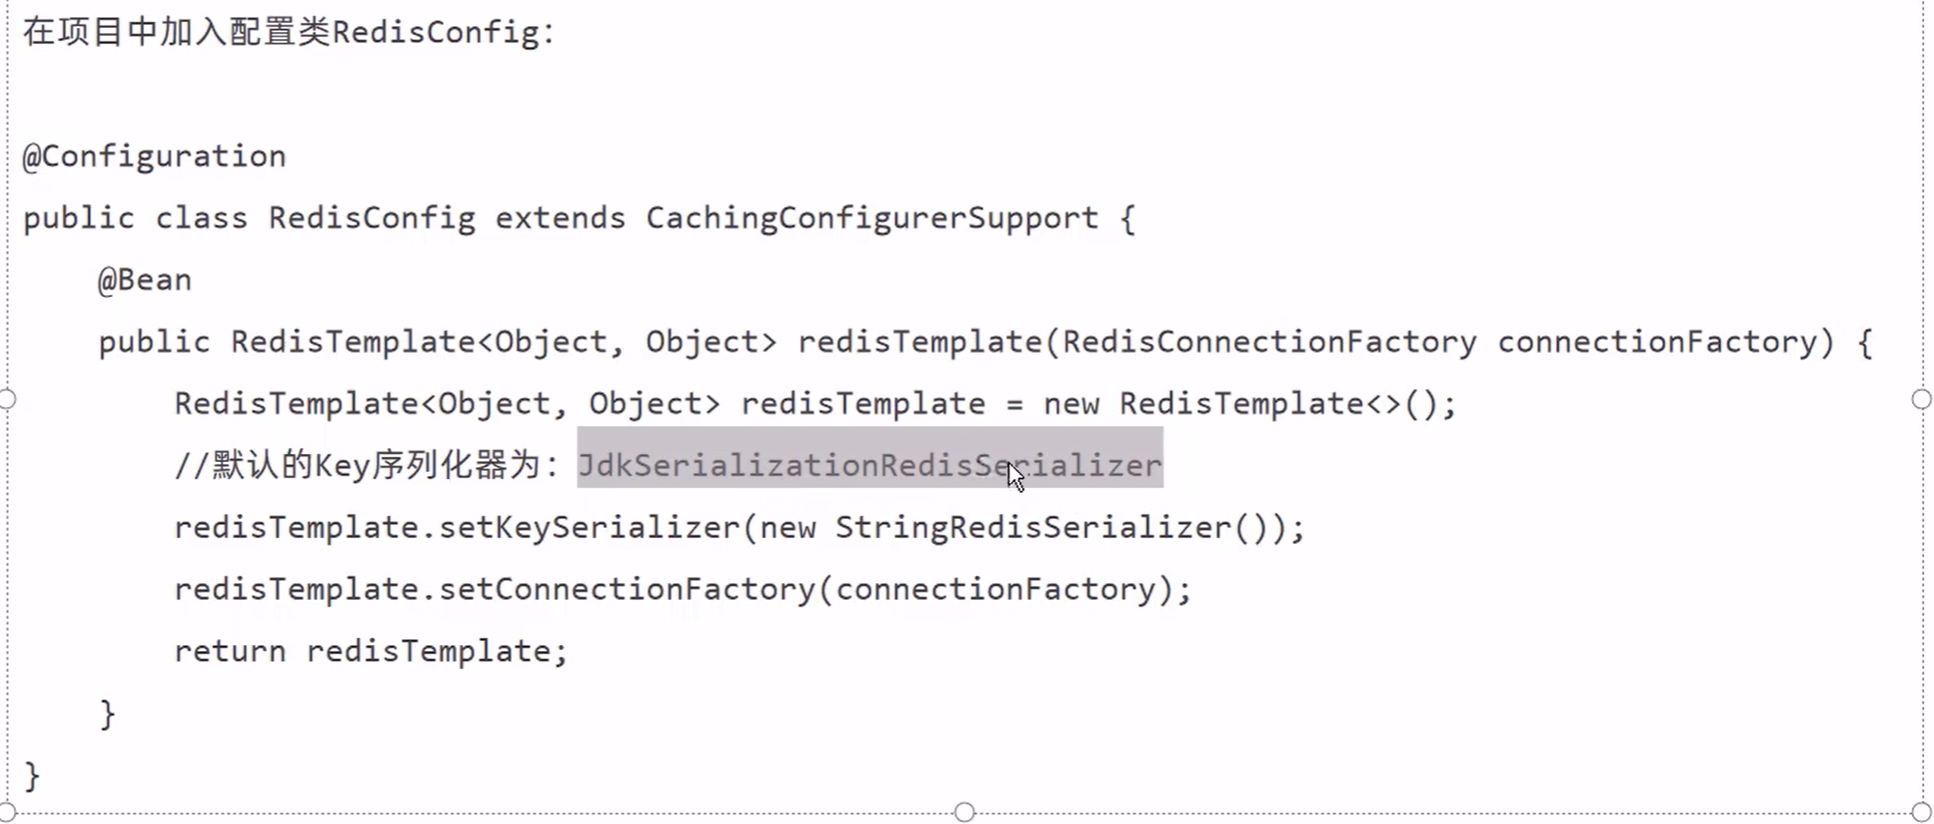 在项目中加入配置类RedisConfig：
@Configuration
public class RedisConfig extends CachingConfigurerSupport {
@Bean
public RedisTemplate<Object, Object> redisTemplate(RedisConnectionFactory connectionFactory) {
RedisTemplate<Object, Object> redisTemplate = new RedisTemplate<>();
//默认的Key序列化器为：JdkSerializationRedisSerializer
redisTemplate.setKeySerializer(new StringRedisSerializer());
redisTemplate.setConnectionFactory(connectionFactory);
return redisTemplate;
}
}